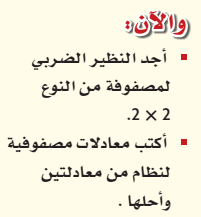 والآن:
▪ أجد النظير الضربي
لمصفوفة من النوع
2 × 2.
▪ أكتب معادلات مصفوفية
لنظام من معادلتين
وأحلها .